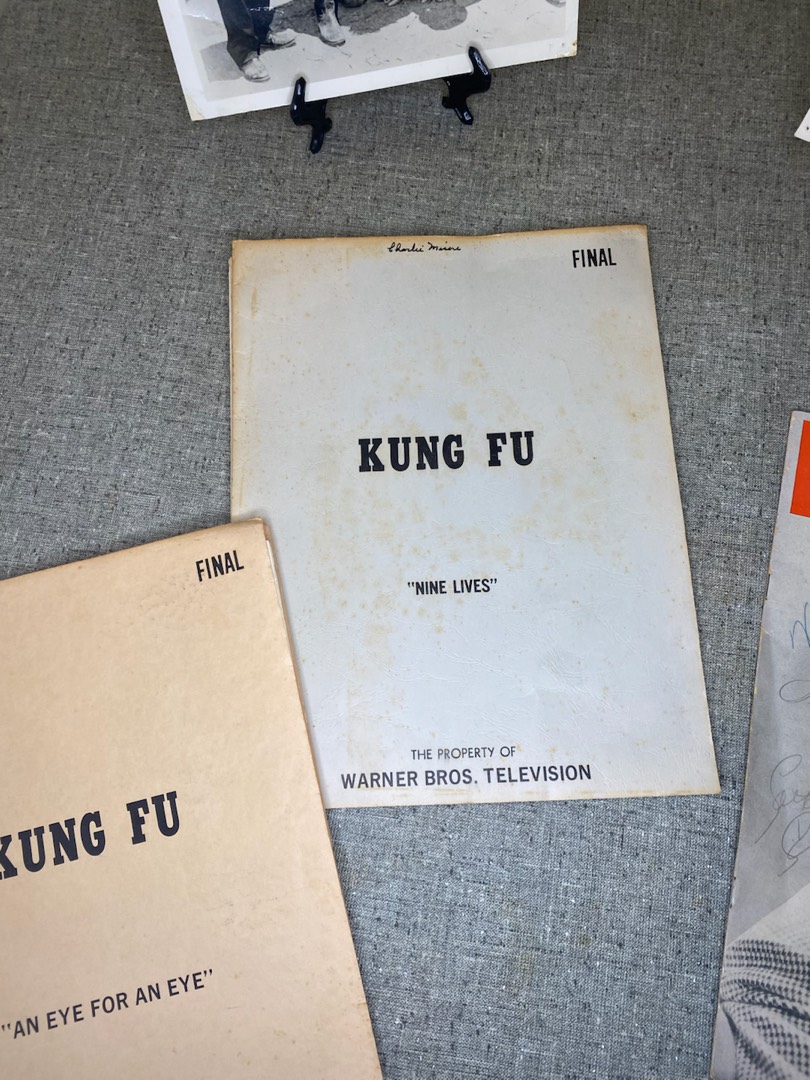 FINAL
KUNG FU
"NINE LIVES"
THE PROPERTY OF
WARNER BROS. TELEVISION
FINAL
KUNG FU
"AN EYE FOR AN EYE"